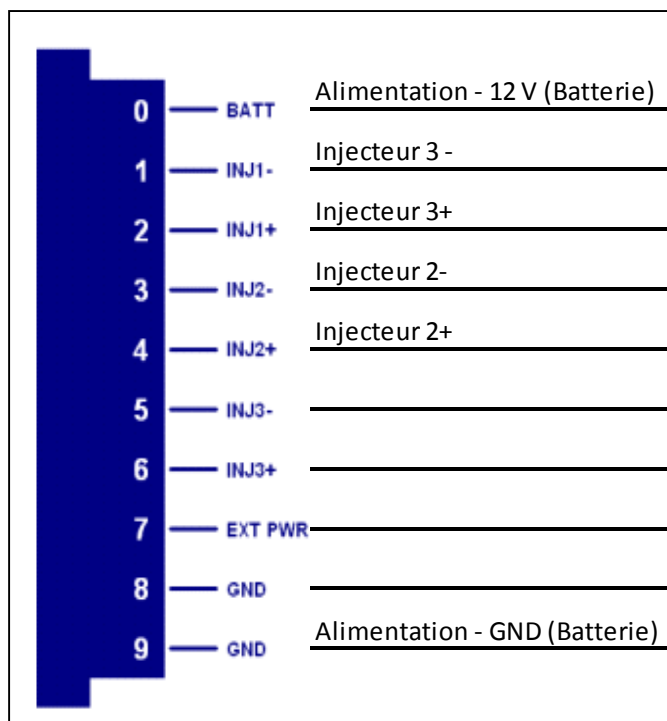 0 BATT Alimentation - 12 V (Batterie)
1 INJ1- Injecteur 3 -
2 INJ1+ Injecteur 3+
3 INJ2- Injecteur 2-
4 INJ2+ Injecteur 2+
5 INJ3-
6 INJ3+
7 EXT PWR
8 GND
9 GND Alimentation - GND (Batterie)